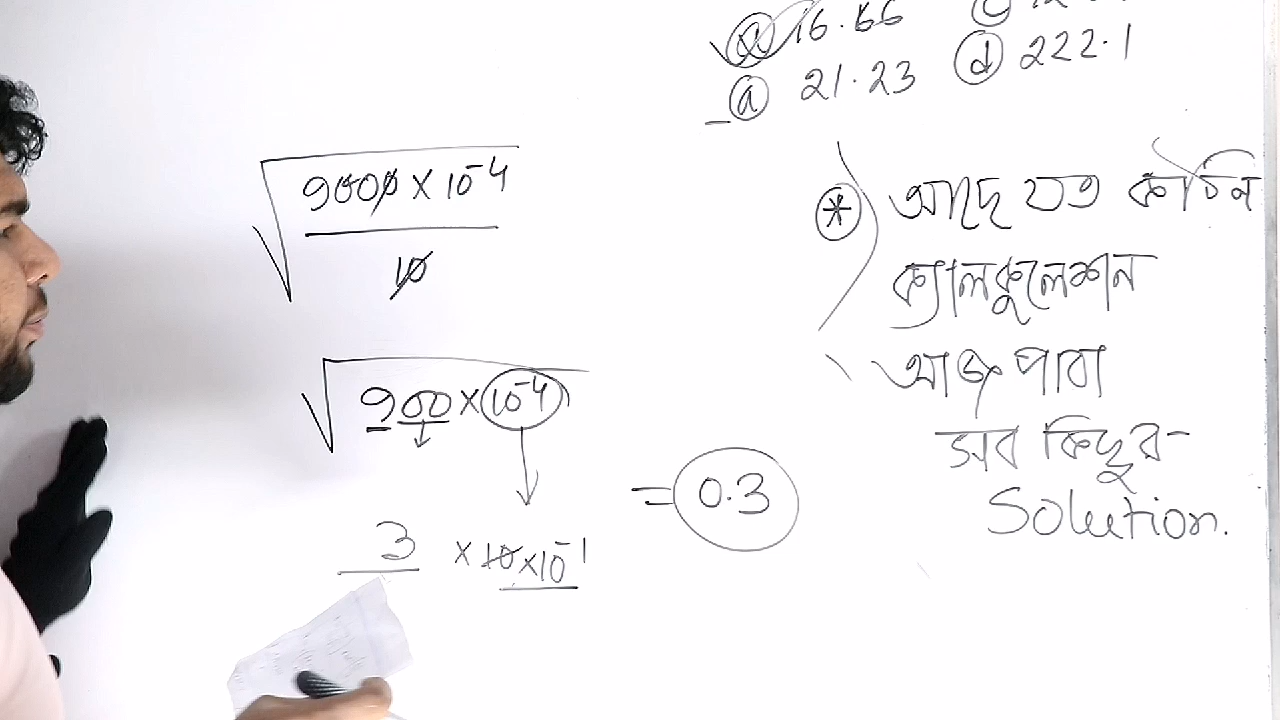 ⓐ 16.66 ⓒ
ⓐ 21.23 ⓓ 222.1
√(9000 × 10⁻⁴ / 10)
√(900 × 10⁻⁴)
3 × 10 × 10⁻¹ = 0.3
* আছে যত কঠিন
ক্যালকুলেশন
আজ পাবা
সব কিছুর-
Solution.